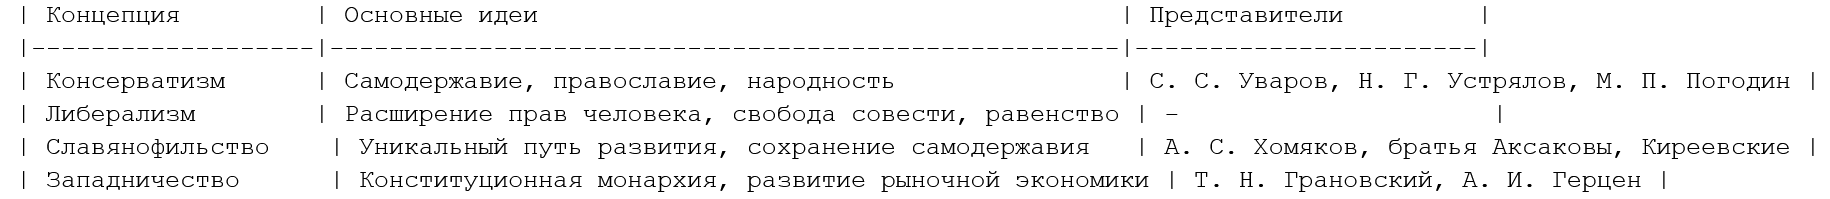 | Концепция         | Основные идеи                                       | Представители         |
|-------------------|-----------------------------------------------------|-----------------------|
| Консерватизм      | Самодержавие, православие, народность               | С. С. Уваров, Н. Г. Устрялов, М. П. Погодин |
| Либерализм        | Расширение прав человека, свобода совести, равенство | -                     |
| Славянофильство    | Уникальный путь развития, сохранение самодержавия   | А. С. Хомяков, братья Аксаковы, Киреевские |
| Западничество      | Конституционная монархия, развитие рыночной экономики | Т. Н. Грановский, А. И. Герцен |